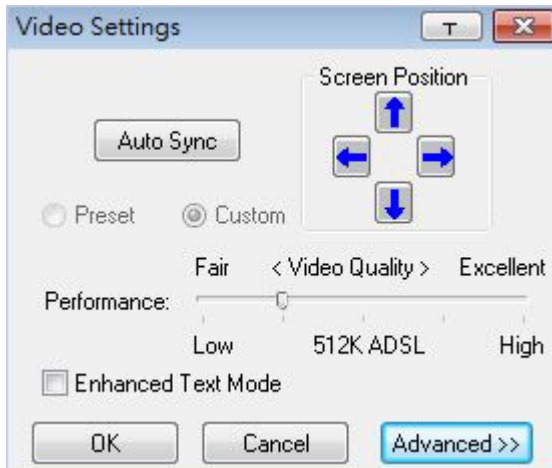 Video Settings T
Screen Position
Auto Sync
Preset Custom
Fair < Video Quality > Excellent
Performance:
Low 512K ADSL High
Enhanced Text Mode
OK Cancel Advanced >>